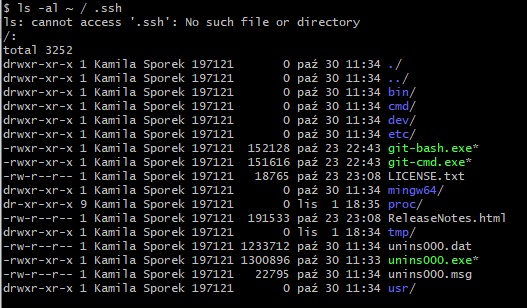 $ ls -al ~ / .ssh
ls: cannot access '.ssh': No such file or directory
/:
total 3252
drwxr-xr-x 1 Kamila Sporek 197121 0 paź 30 11:34 ./
drwxr-xr-x 1 Kamila Sporek 197121 0 paź 30 11:34 ../
drwxr-xr-x 1 Kamila Sporek 197121 0 paź 30 11:34 bin/
drwxr-xr-x 1 Kamila Sporek 197121 0 paź 30 11:34 cmd/
drwxr-xr-x 1 Kamila Sporek 197121 0 paź 30 11:34 dev/
drwxr-xr-x 1 Kamila Sporek 197121 0 paź 30 11:34 etc/
-rwxr-xr-x 1 Kamila Sporek 197121 152128 paź 23 22:43 git-bash.exe*
-rwxr-xr-x 1 Kamila Sporek 197121 151616 paź 23 22:43 git-cmd.exe*
-rw-r--r-- 1 Kamila Sporek 197121 18765 paź 23 23:08 LICENSE.txt
drwxr-xr-x 1 Kamila Sporek 197121 0 paź 30 11:34 mingw64/
dr-xr-xr-x 9 Kamila Sporek 197121 0 lis 1 18:35 proc/
-rw-r--r-- 1 Kamila Sporek 197121 191533 paź 23 23:08 ReleaseNotes.html
drwxr-xr-x 1 Kamila Sporek 197121 0 lis 1 11:34 tmp/
-rw-r--r-- 1 Kamila Sporek 197121 1233712 paź 30 11:34 unins000.dat
-rwxr-xr-x 1 Kamila Sporek 197121 1300896 paź 30 11:33 unins000.exe*
-rw-r--r-- 1 Kamila Sporek 197121 22795 paź 30 11:34 unins000.msg
drwxr-xr-x 1 Kamila Sporek 197121 0 paź 30 11:34 usr/